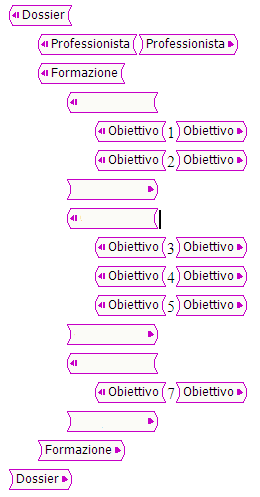 Dossier
Professionista Professionista
Formazione
Obiettivo 1 Obiettivo
Obiettivo 2 Obiettivo
Obiettivo 3 Obiettivo
Obiettivo 4 Obiettivo
Obiettivo 5 Obiettivo
Obiettivo 7 Obiettivo
Formazione
Dossier